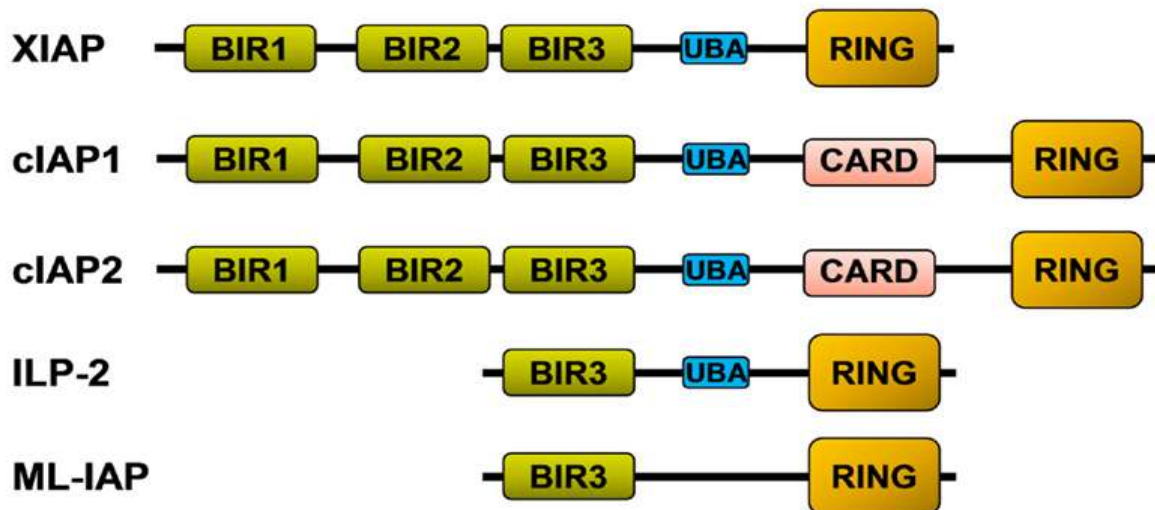 XIAP BIR1 BIR2 BIR3 UBA RING
cIAP1 BIR1 BIR2 BIR3 UBA CARD RING
cIAP2 BIR1 BIR2 BIR3 UBA CARD RING
ILP-2 BIR3 UBA RING
ML-IAP BIR3 RING